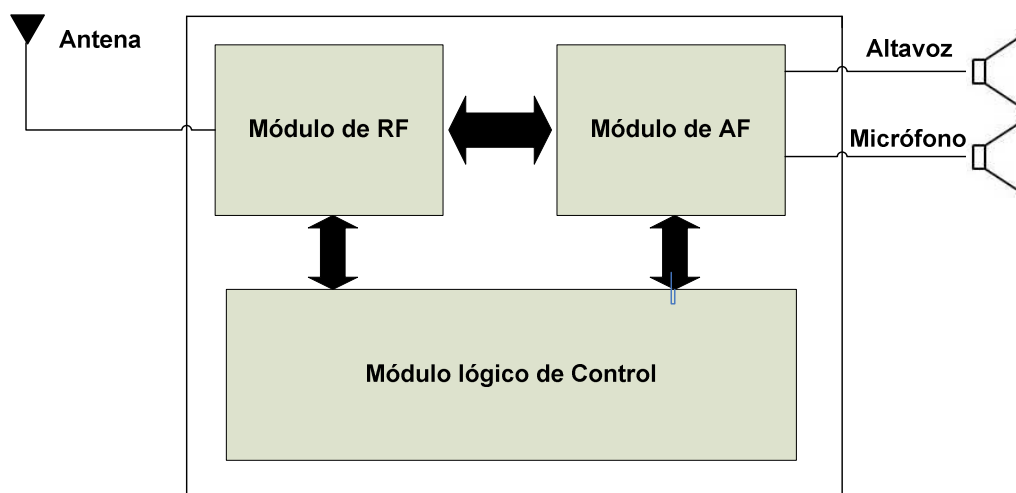 Antena
Altavoz
Módulo de RF
Módulo de AF
Micrófono
Módulo lógico de Control